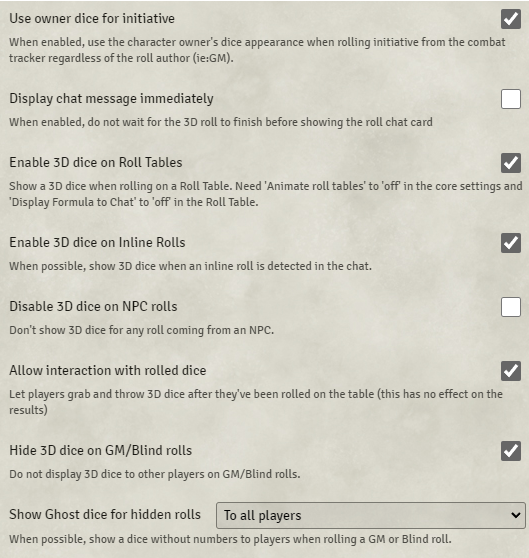 Use owner dice for initiative
When enabled, use the character owner's dice appearance when rolling initiative from the combat
tracker regardless of the roll author (ie:GM).
Display chat message immediately
When enabled, do not wait for the 3D roll to finish before showing the roll chat card
Enable 3D dice on Roll Tables
Show a 3D dice when rolling on a Roll Table. Need 'Animate roll tables' to 'off' in the core settings and
'Display Formula to Chat' to 'off' in the Roll Table.
Enable 3D dice on Inline Rolls
When possible, show 3D dice when an inline roll is detected in the chat.
Disable 3D dice on NPC rolls
Don't show 3D dice for any roll coming from an NPC.
Allow interaction with rolled dice
Let players grab and throw 3D dice after they've been rolled on the table (this has no effect on the
results)
Hide 3D dice on GM/Blind rolls
Do not display 3D dice to other players on GM/Blind rolls.
Show Ghost dice for hidden rolls To all players
When possible, show a dice without numbers to players when rolling a GM or Blind roll.